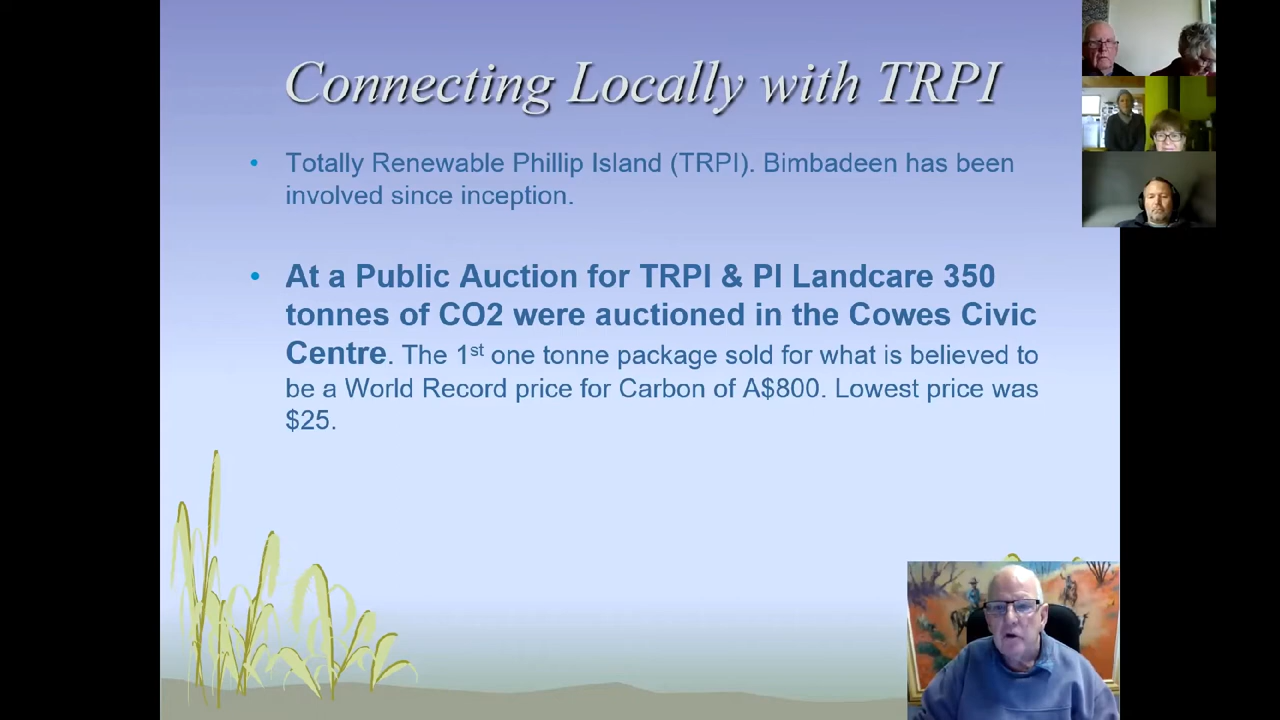 Connecting Locally with TRPI
• Totally Renewable Phillip Island (TRPI). Bimbadeen has been
involved since inception.
• At a Public Auction for TRPI & PI Landcare 350
tonnes of CO2 were auctioned in the Cowes Civic
Centre. The 1st one tonne package sold for what is believed to
be a World Record price for Carbon of A$800. Lowest price was
$25.